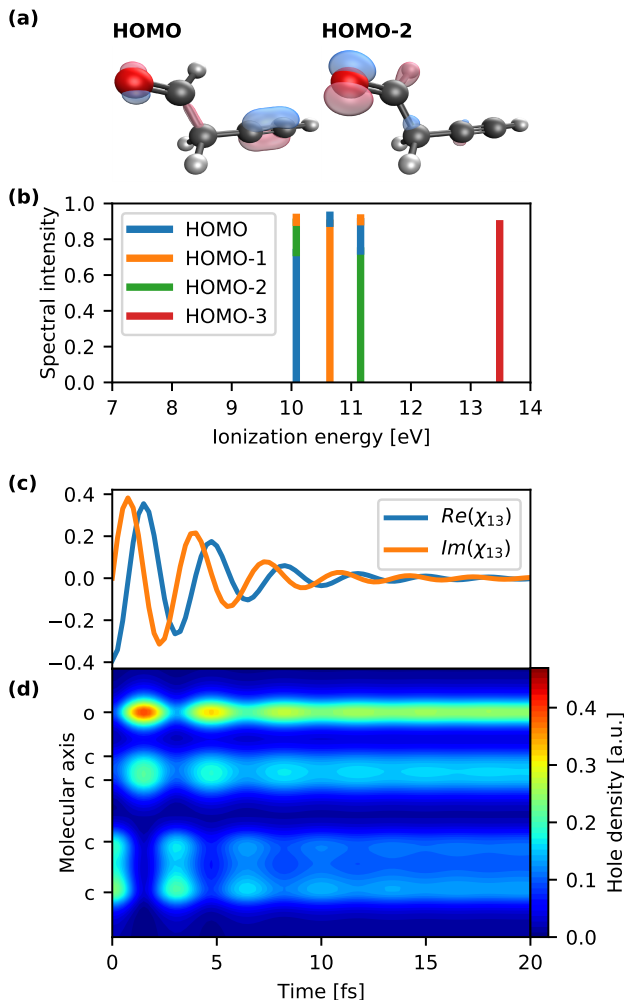 (a)
HOMO
HOMO-2
(b)
Spectral intensity
1.0
0.8
0.6
0.4
0.2
0.0
HOMO
HOMO-1
HOMO-2
HOMO-3
7 8 9 10 11 12 13 14
Ionization energy [eV]
(c)
0.4
0.2
0.0
−0.2
−0.4
Re(χ13)
Im(χ13)
(d)
Molecular axis
O
C
C
C
C
0 5 10 15 20
Time [fs]
0.4
0.3
0.2
0.1
0.0
Hole density [a.u.]